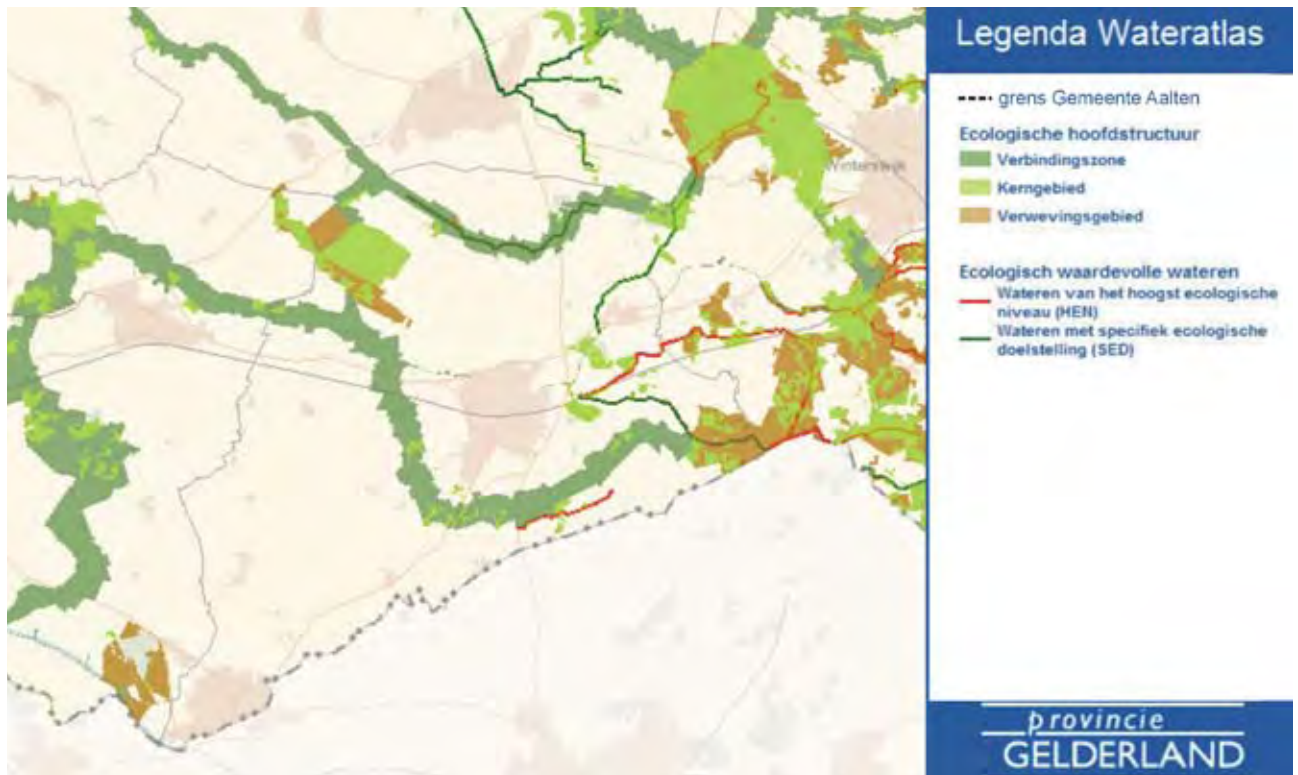 Legenda Wateratlas
grens Gemeente Aalten
Ecologische hoofdstructuur
Verbindingszone
Kerngebied
Verwevingsgebied
Winterswijk
Ecologisch waardevolle wateren
Wateren van het hoogst ecologische
niveau (HEN)
Wateren met specifiek ecologische
doelstelling (SED)
provincie
GELDERLAND